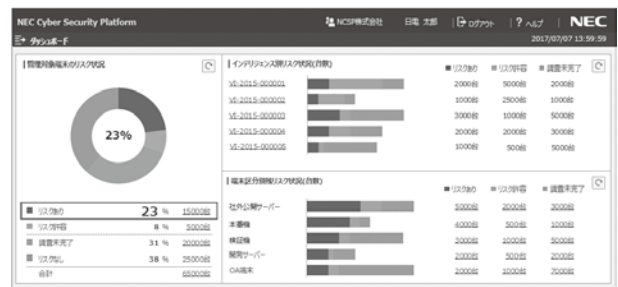 NEC Cyber Security Platform
NCSP株式会社 日電 太郎 ログアウト ? ヘルプ NEC
ダッシュボード 2017/07/07 13:59:59
管理対象端末のリスク状況
23%
リスクあり 23 % 15000台
リスク許容 8 % 5000台
調査未完了 31 % 20000台
リスクなし 38 % 25000台
合計 65000台
インテリジェンス別リスク状況(台数)
リスクあり リスク許容 調査未完了
VI-2015-000001 2000台 5000台 2000台
VI-2015-000002 1000台 2500台 1000台
VI-2015-000003 3000台 1000台 5000台
VI-2015-000004 2000台 2000台 3000台
VI-2015-000005 1000台 500台 5000台
端末区分別リスク状況(台数)
リスクあり リスク許容 調査未完了
社外公開サーバー 5000台 2000台 3000台
本番機 4000台 500台 1000台
検証機 2000台 1000台 5000台
開発サーバー 2000台 500台 2000台
OA端末 2000台 1000台 7000台